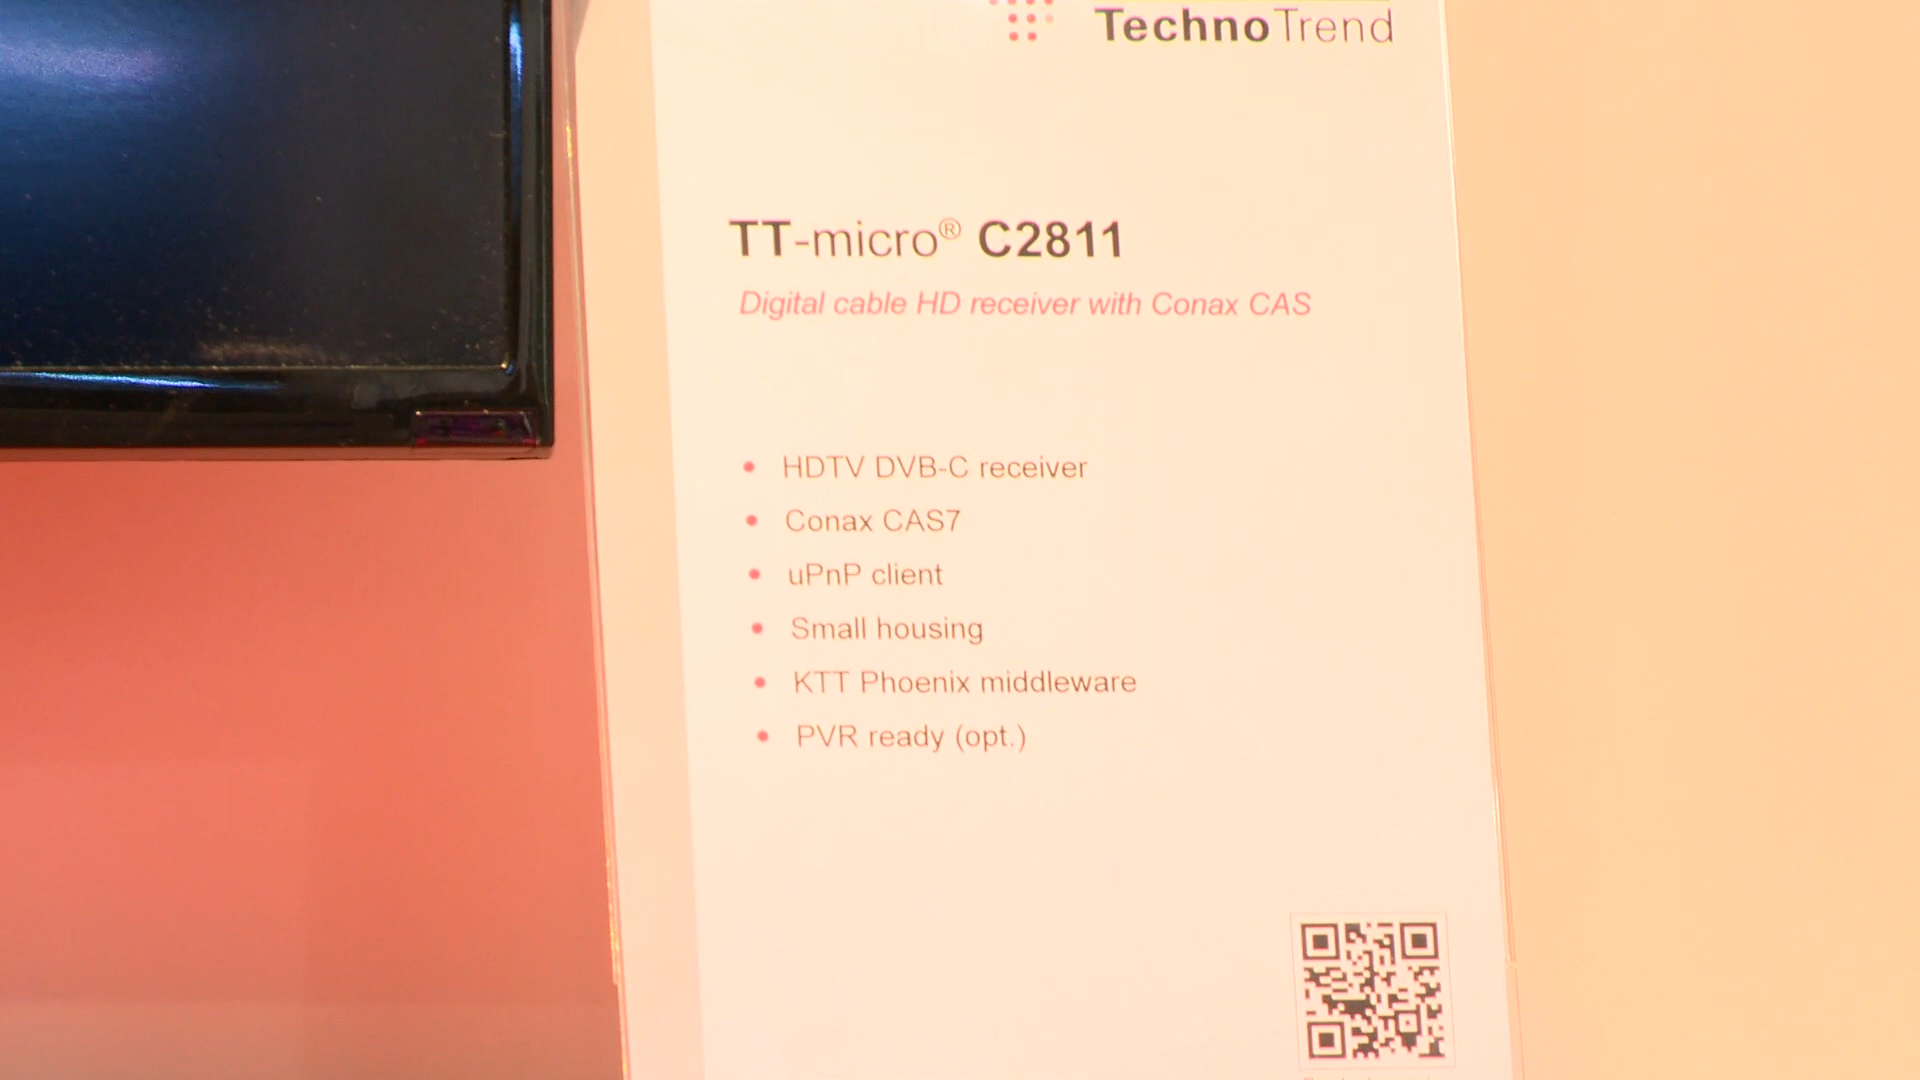 TechnoTrend
TT-micro® C2811
Digital cable HD receiver with Conax CAS
• HDTV DVB-C receiver
• Conax CAS7
• uPnP client
• Small housing
• KTT Phoenix middleware
• PVR ready (opt.)